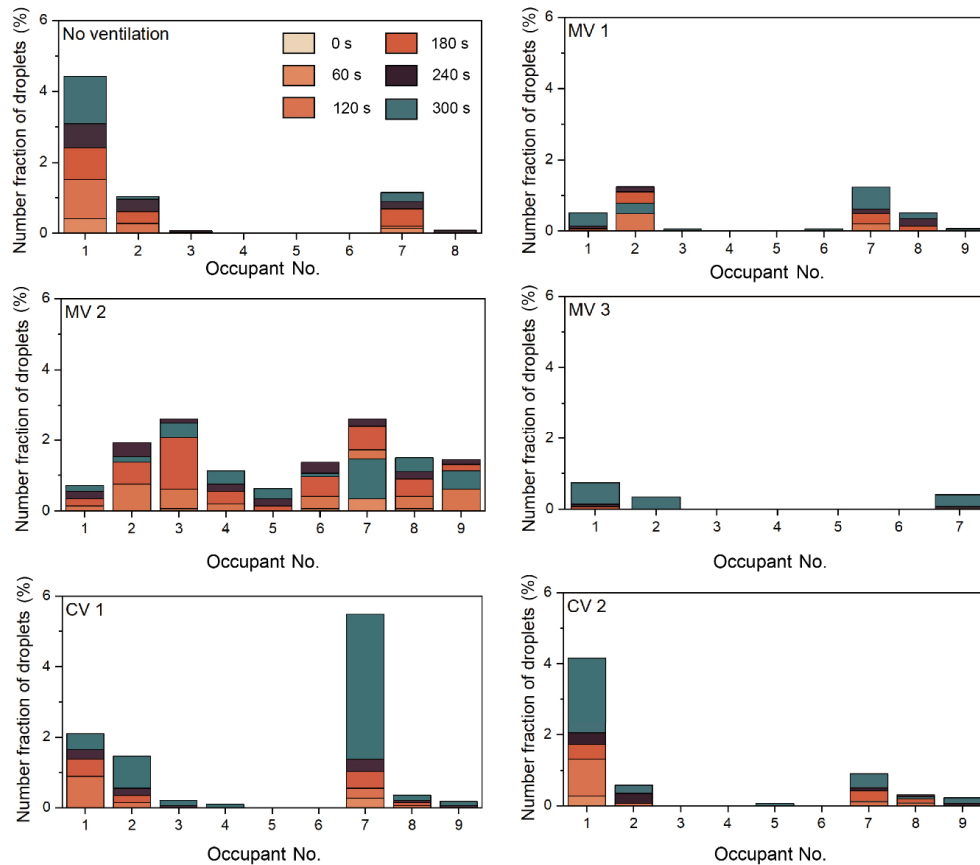 No ventilation
Number fraction of droplets (%)
6
4
2
0
0 s
60 s
120 s
180 s
240 s
300 s
1 2 3 4 5 6 7 8
Occupant No.
MV 1
Number fraction of droplets (%)
6
4
2
0
1 2 3 4 5 6 7 8 9
Occupant No.
MV 2
Number fraction of droplets (%)
6
4
2
0
1 2 3 4 5 6 7 8 9
Occupant No.
MV 3
Number fraction of droplets (%)
6
4
2
0
1 2 3 4 5 6 7
Occupant No.
CV 1
Number fraction of droplets (%)
6
4
2
0
1 2 3 4 5 6 7 8 9
Occupant No.
CV 2
Number fraction of droplets (%)
6
4
2
0
1 2 3 4 5 6 7 8 9
Occupant No.